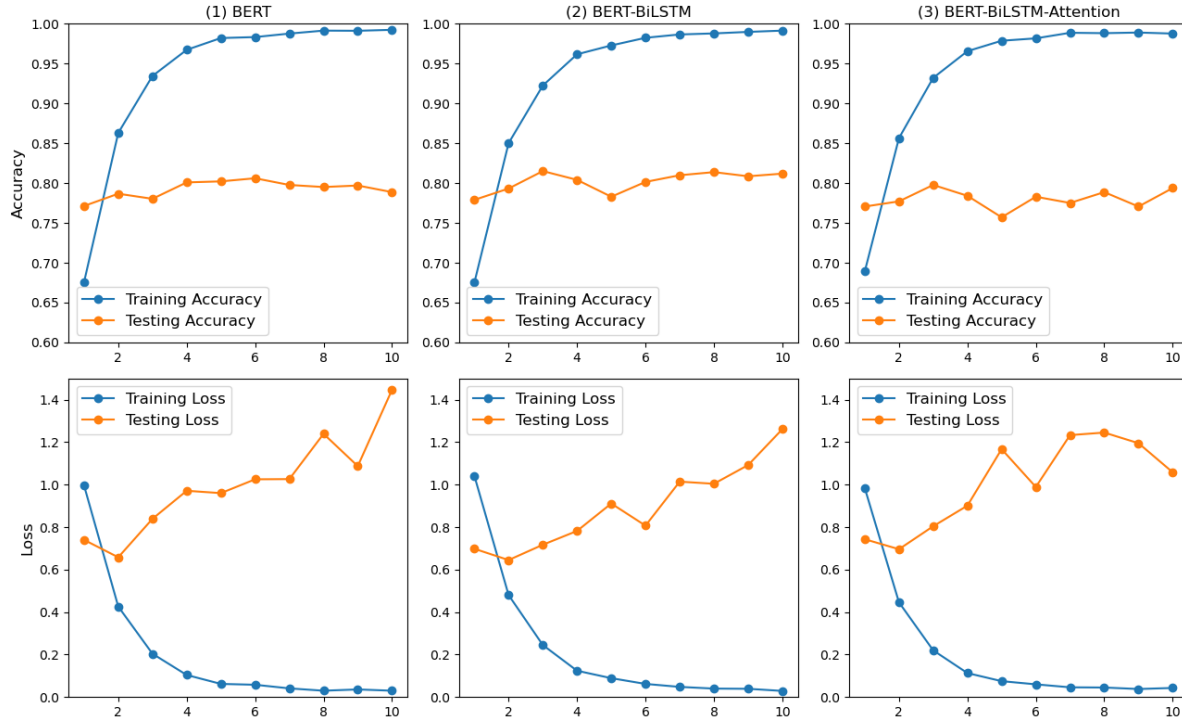 (1) BERT
(2) BERT-BiLSTM
(3) BERT-BiLSTM-Attention
Accuracy
1.00
0.95
0.90
0.85
0.80
0.75
0.70
0.65
0.60
Training Accuracy
Testing Accuracy
2 4 6 8 10
1.00
0.95
0.90
0.85
0.80
0.75
0.70
0.65
0.60
Training Accuracy
Testing Accuracy
2 4 6 8 10
1.00
0.95
0.90
0.85
0.80
0.75
0.70
0.65
0.60
Training Accuracy
Testing Accuracy
2 4 6 8 10
Loss
1.4
1.2
1.0
0.8
0.6
0.4
0.2
0.0
Training Loss
Testing Loss
2 4 6 8 10
1.4
1.2
1.0
0.8
0.6
0.4
0.2
0.0
Training Loss
Testing Loss
2 4 6 8 10
1.4
1.2
1.0
0.8
0.6
0.4
0.2
0.0
Training Loss
Testing Loss
2 4 6 8 10